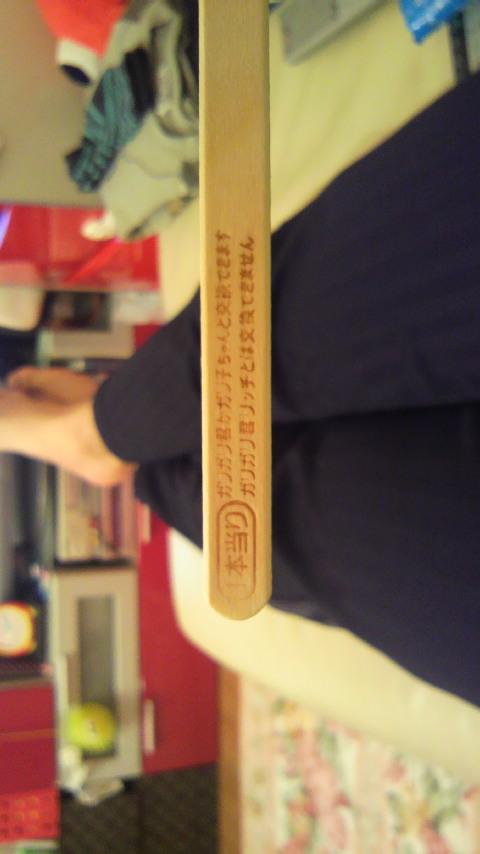 1本当り
ガリガリ君かガリ子ちゃんと交換できます
ガリガリ君リッチとは交換できません